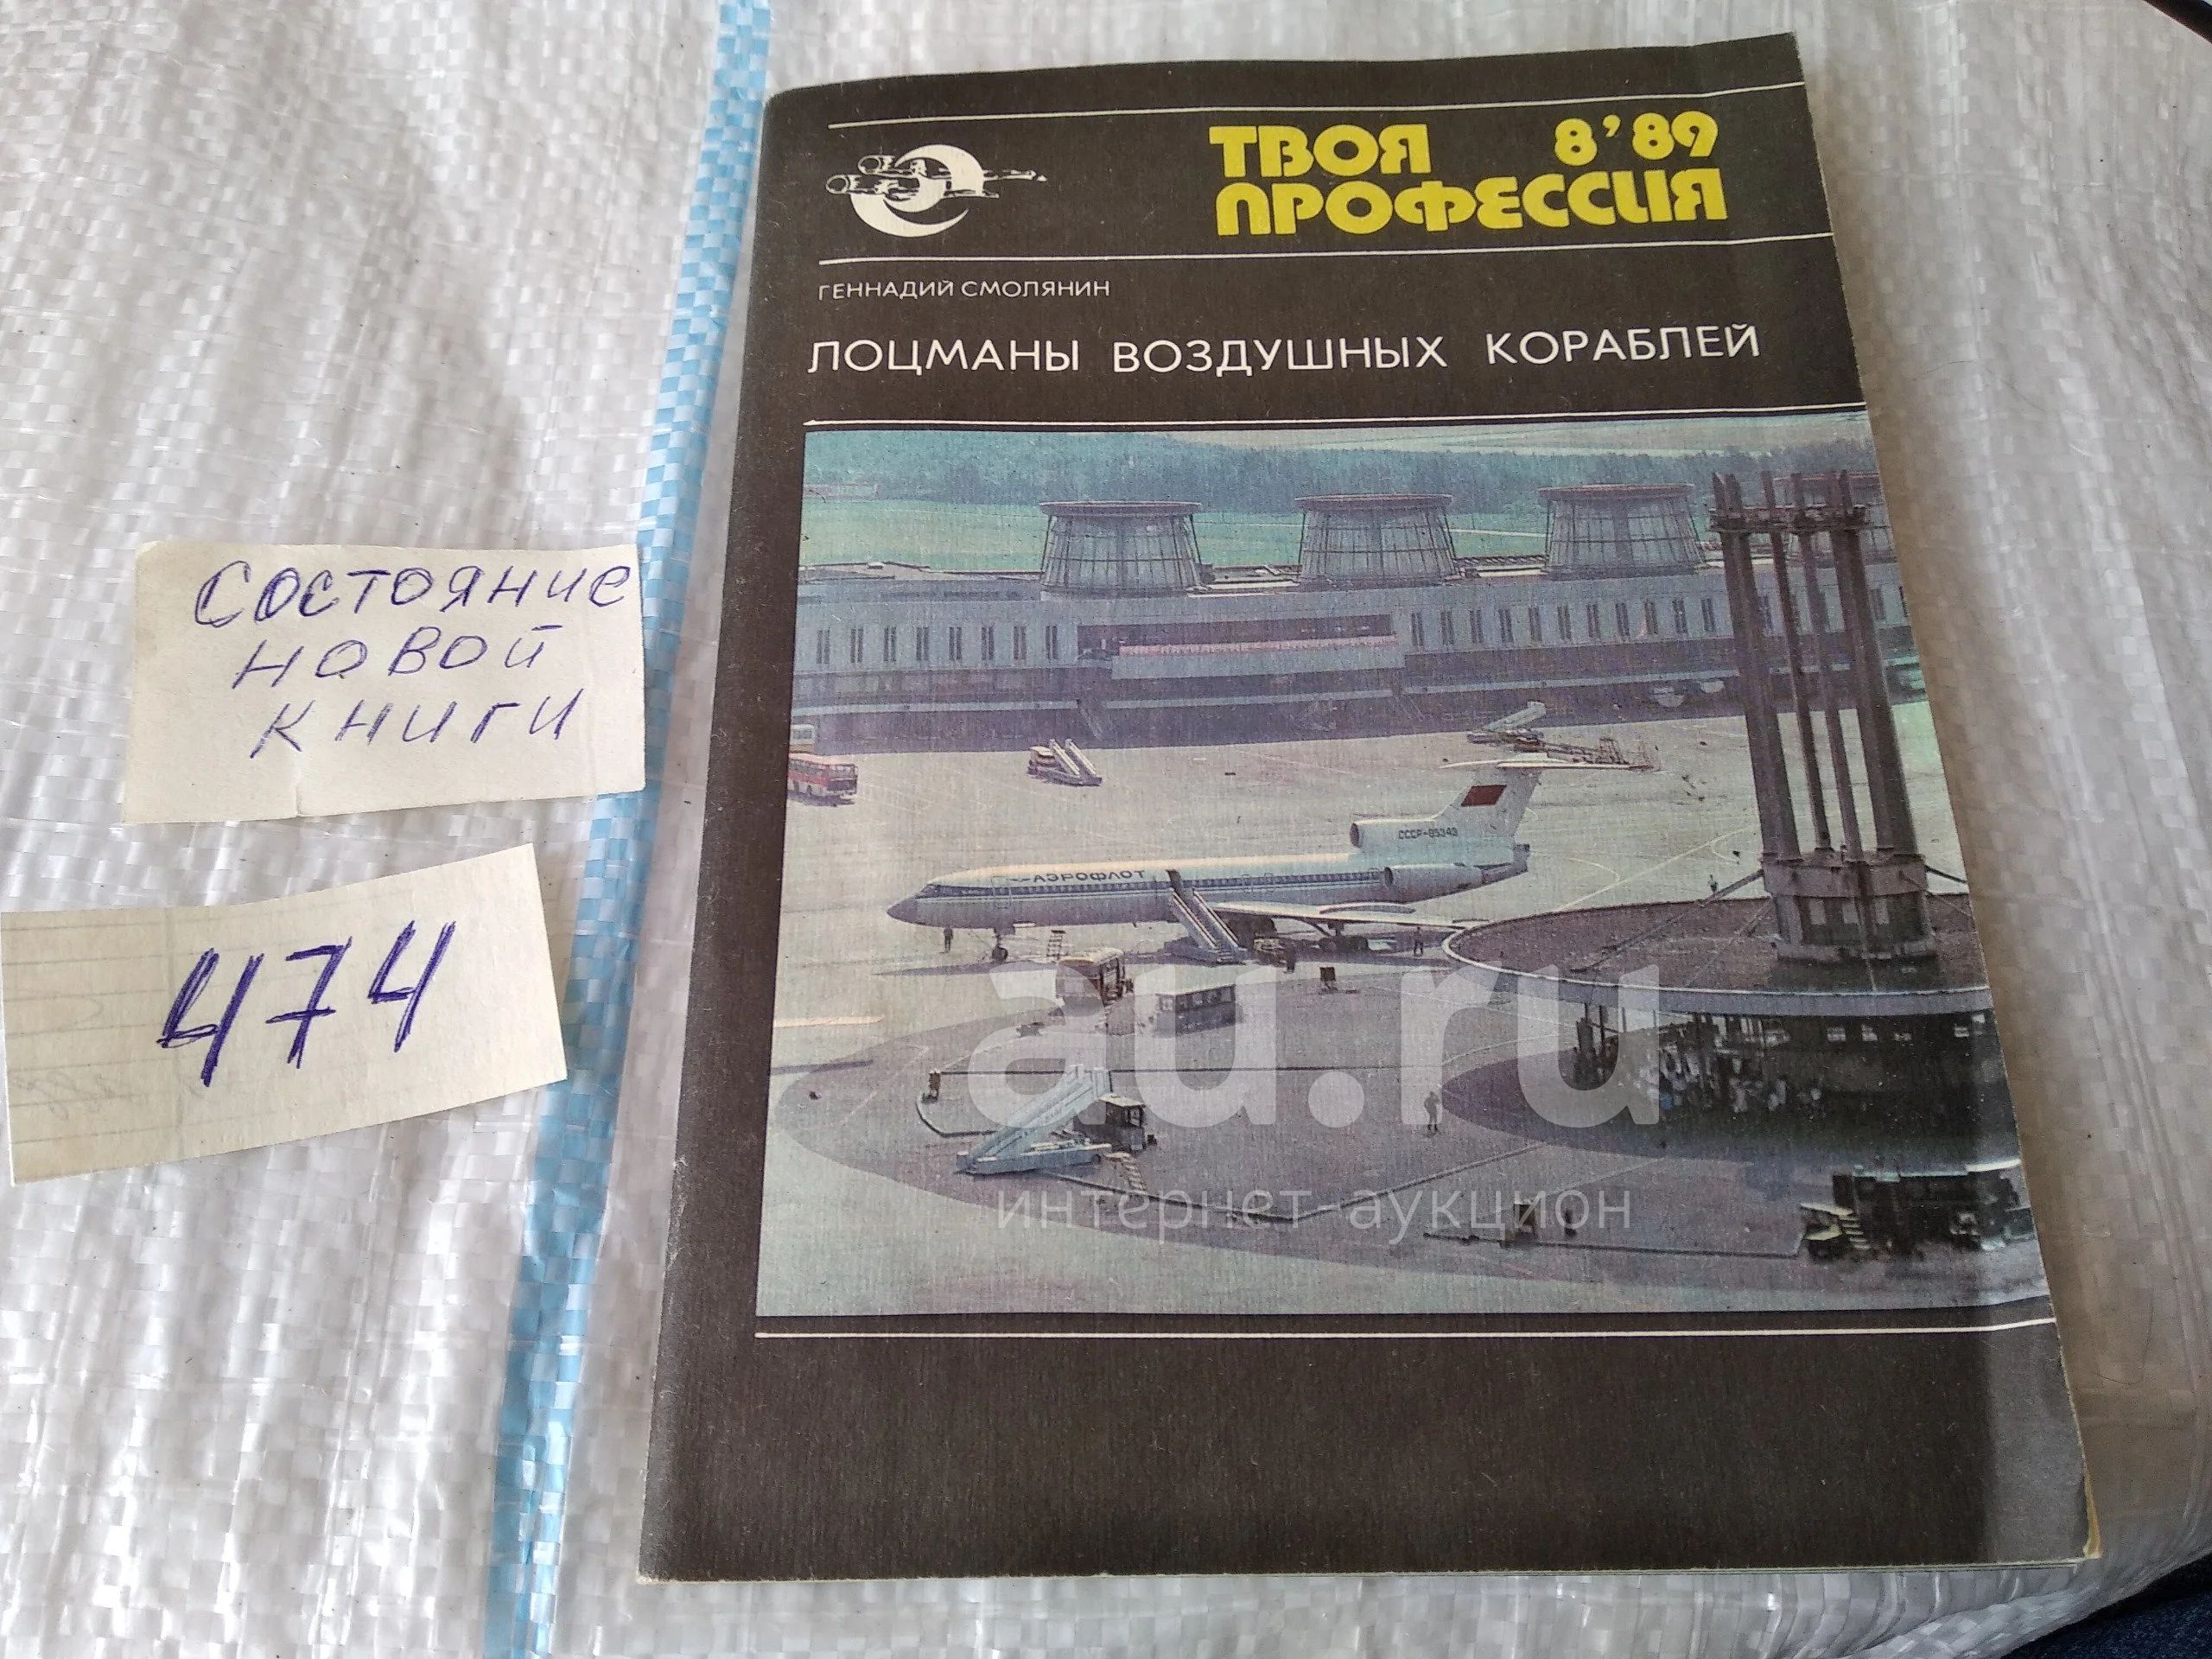 ТВОЯ 8'89
ПРОФЕССИЯ
ГЕННАДИЙ СМОЛЯНИН
ЛОЦМАНЫ ВОЗДУШНЫХ КОРАБЛЕЙ
Состояние
новой
книги
474
СССР-85343
АЭРОФЛОТ
au.ru
интернет-аукцион